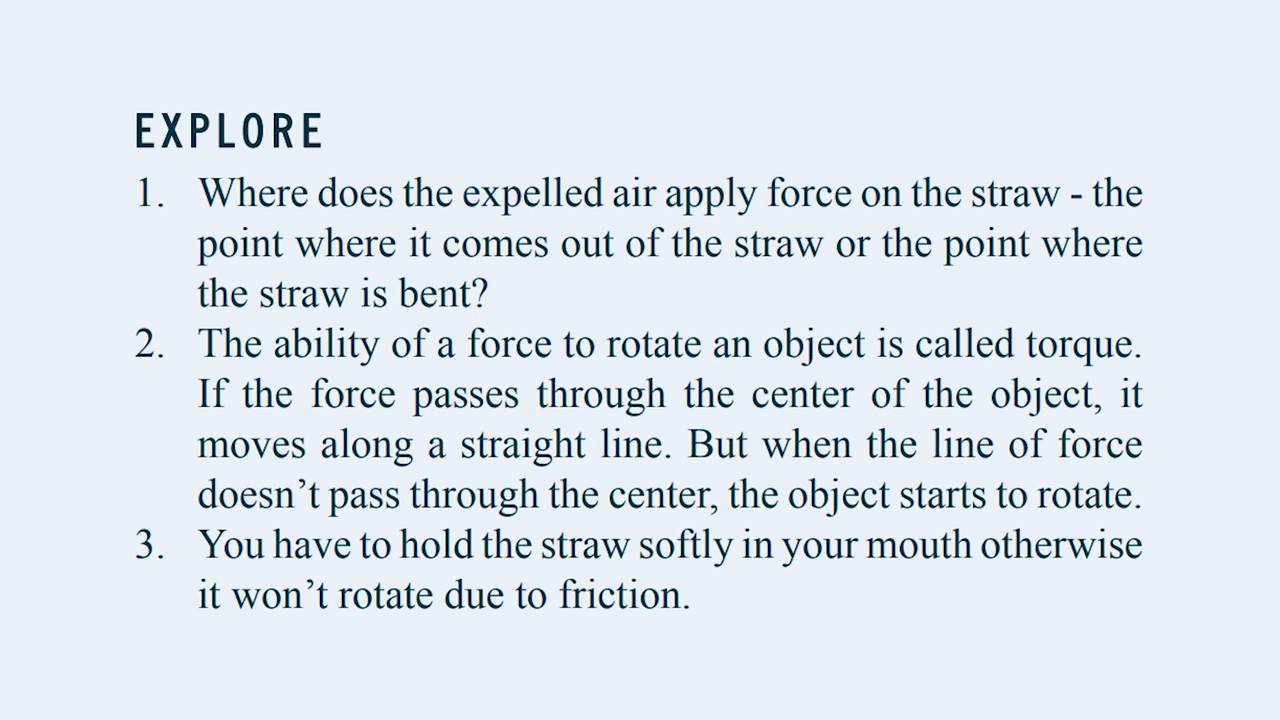 EXPLORE
1. Where does the expelled air apply force on the straw - the
point where it comes out of the straw or the point where
the straw is bent?
2. The ability of a force to rotate an object is called torque.
If the force passes through the center of the object, it
moves along a straight line. But when the line of force
doesn’t pass through the center, the object starts to rotate.
3. You have to hold the straw softly in your mouth otherwise
it won’t rotate due to friction.